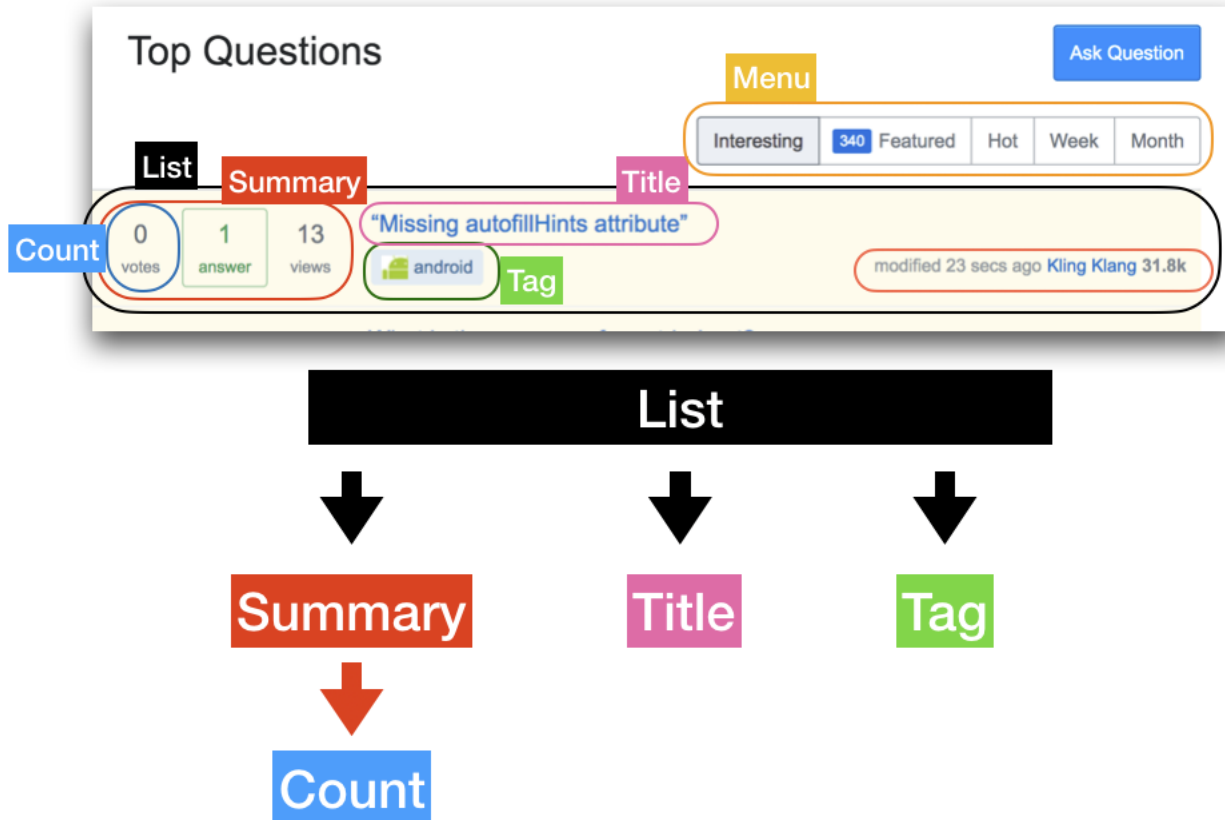 Top Questions
Ask Question
Menu
Interesting 340 Featured Hot Week Month
List
Summary
Title
Count
0 1 13 “Missing autofillHints attribute”
votes answer views
android
Tag
modified 23 secs ago Kling Klang 31.8k
List
Summary Title Tag
Count